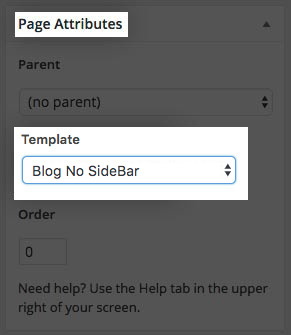 Page Attributes
Parent
(no parent)
Template
Blog No SideBar
Order
0
Need help? Use the Help tab in the upper
right of your screen.